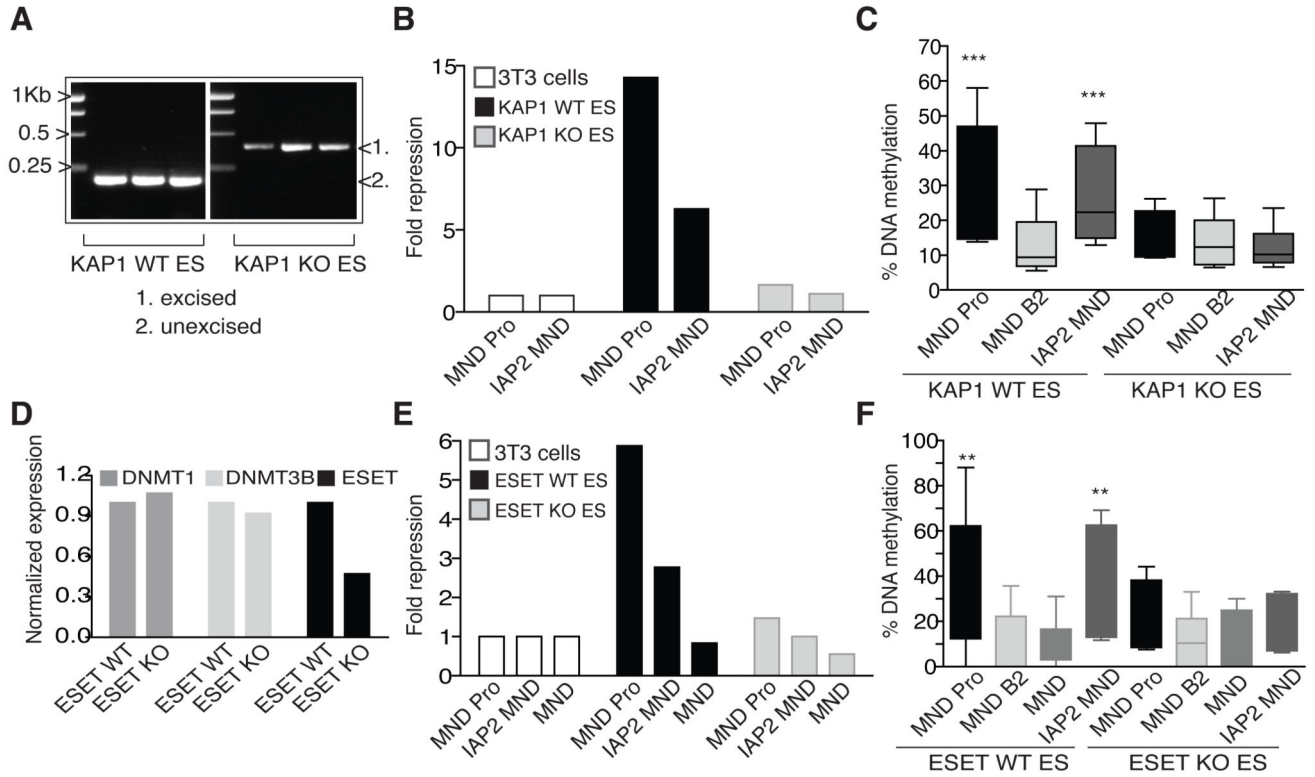 A
1Kb >
0.5 >
0.25 >
<1.
<2.
KAP1 WT ES
KAP1 KO ES
1. excised
2. unexcised
B
Fold repression
15
10
5
0
3T3 cells
KAP1 WT ES
KAP1 KO ES
MND Pro
IAP2 MND
MND Pro
IAP2 MND
MND Pro
IAP2 MND
C
% DNA methylation
70
60
50
40
30
20
10
0
***
***
MND Pro
MND B2
IAP2 MND
MND Pro
MND B2
IAP2 MND
KAP1 WT ES
KAP1 KO ES
D
Normalized expression
1.2
0.9
0.6
0.3
0.0
DNMT1
DNMT3B
ESET
ESET WT
ESET KO
ESET WT
ESET KO
ESET WT
ESET KO
E
Fold repression
6
5
4
3
2
1
0
3T3 cells
ESET WT ES
ESET KO ES
MND Pro
IAP2 MND
MND
MND Pro
IAP2 MND
MND
MND Pro
IAP2 MND
MND
F
% DNA methylation
100
80
60
40
20
0
**
**
MND Pro
MND B2
MND
IAP2 MND
MND Pro
MND B2
MND
IAP2 MND
ESET WT ES
ESET KO ES